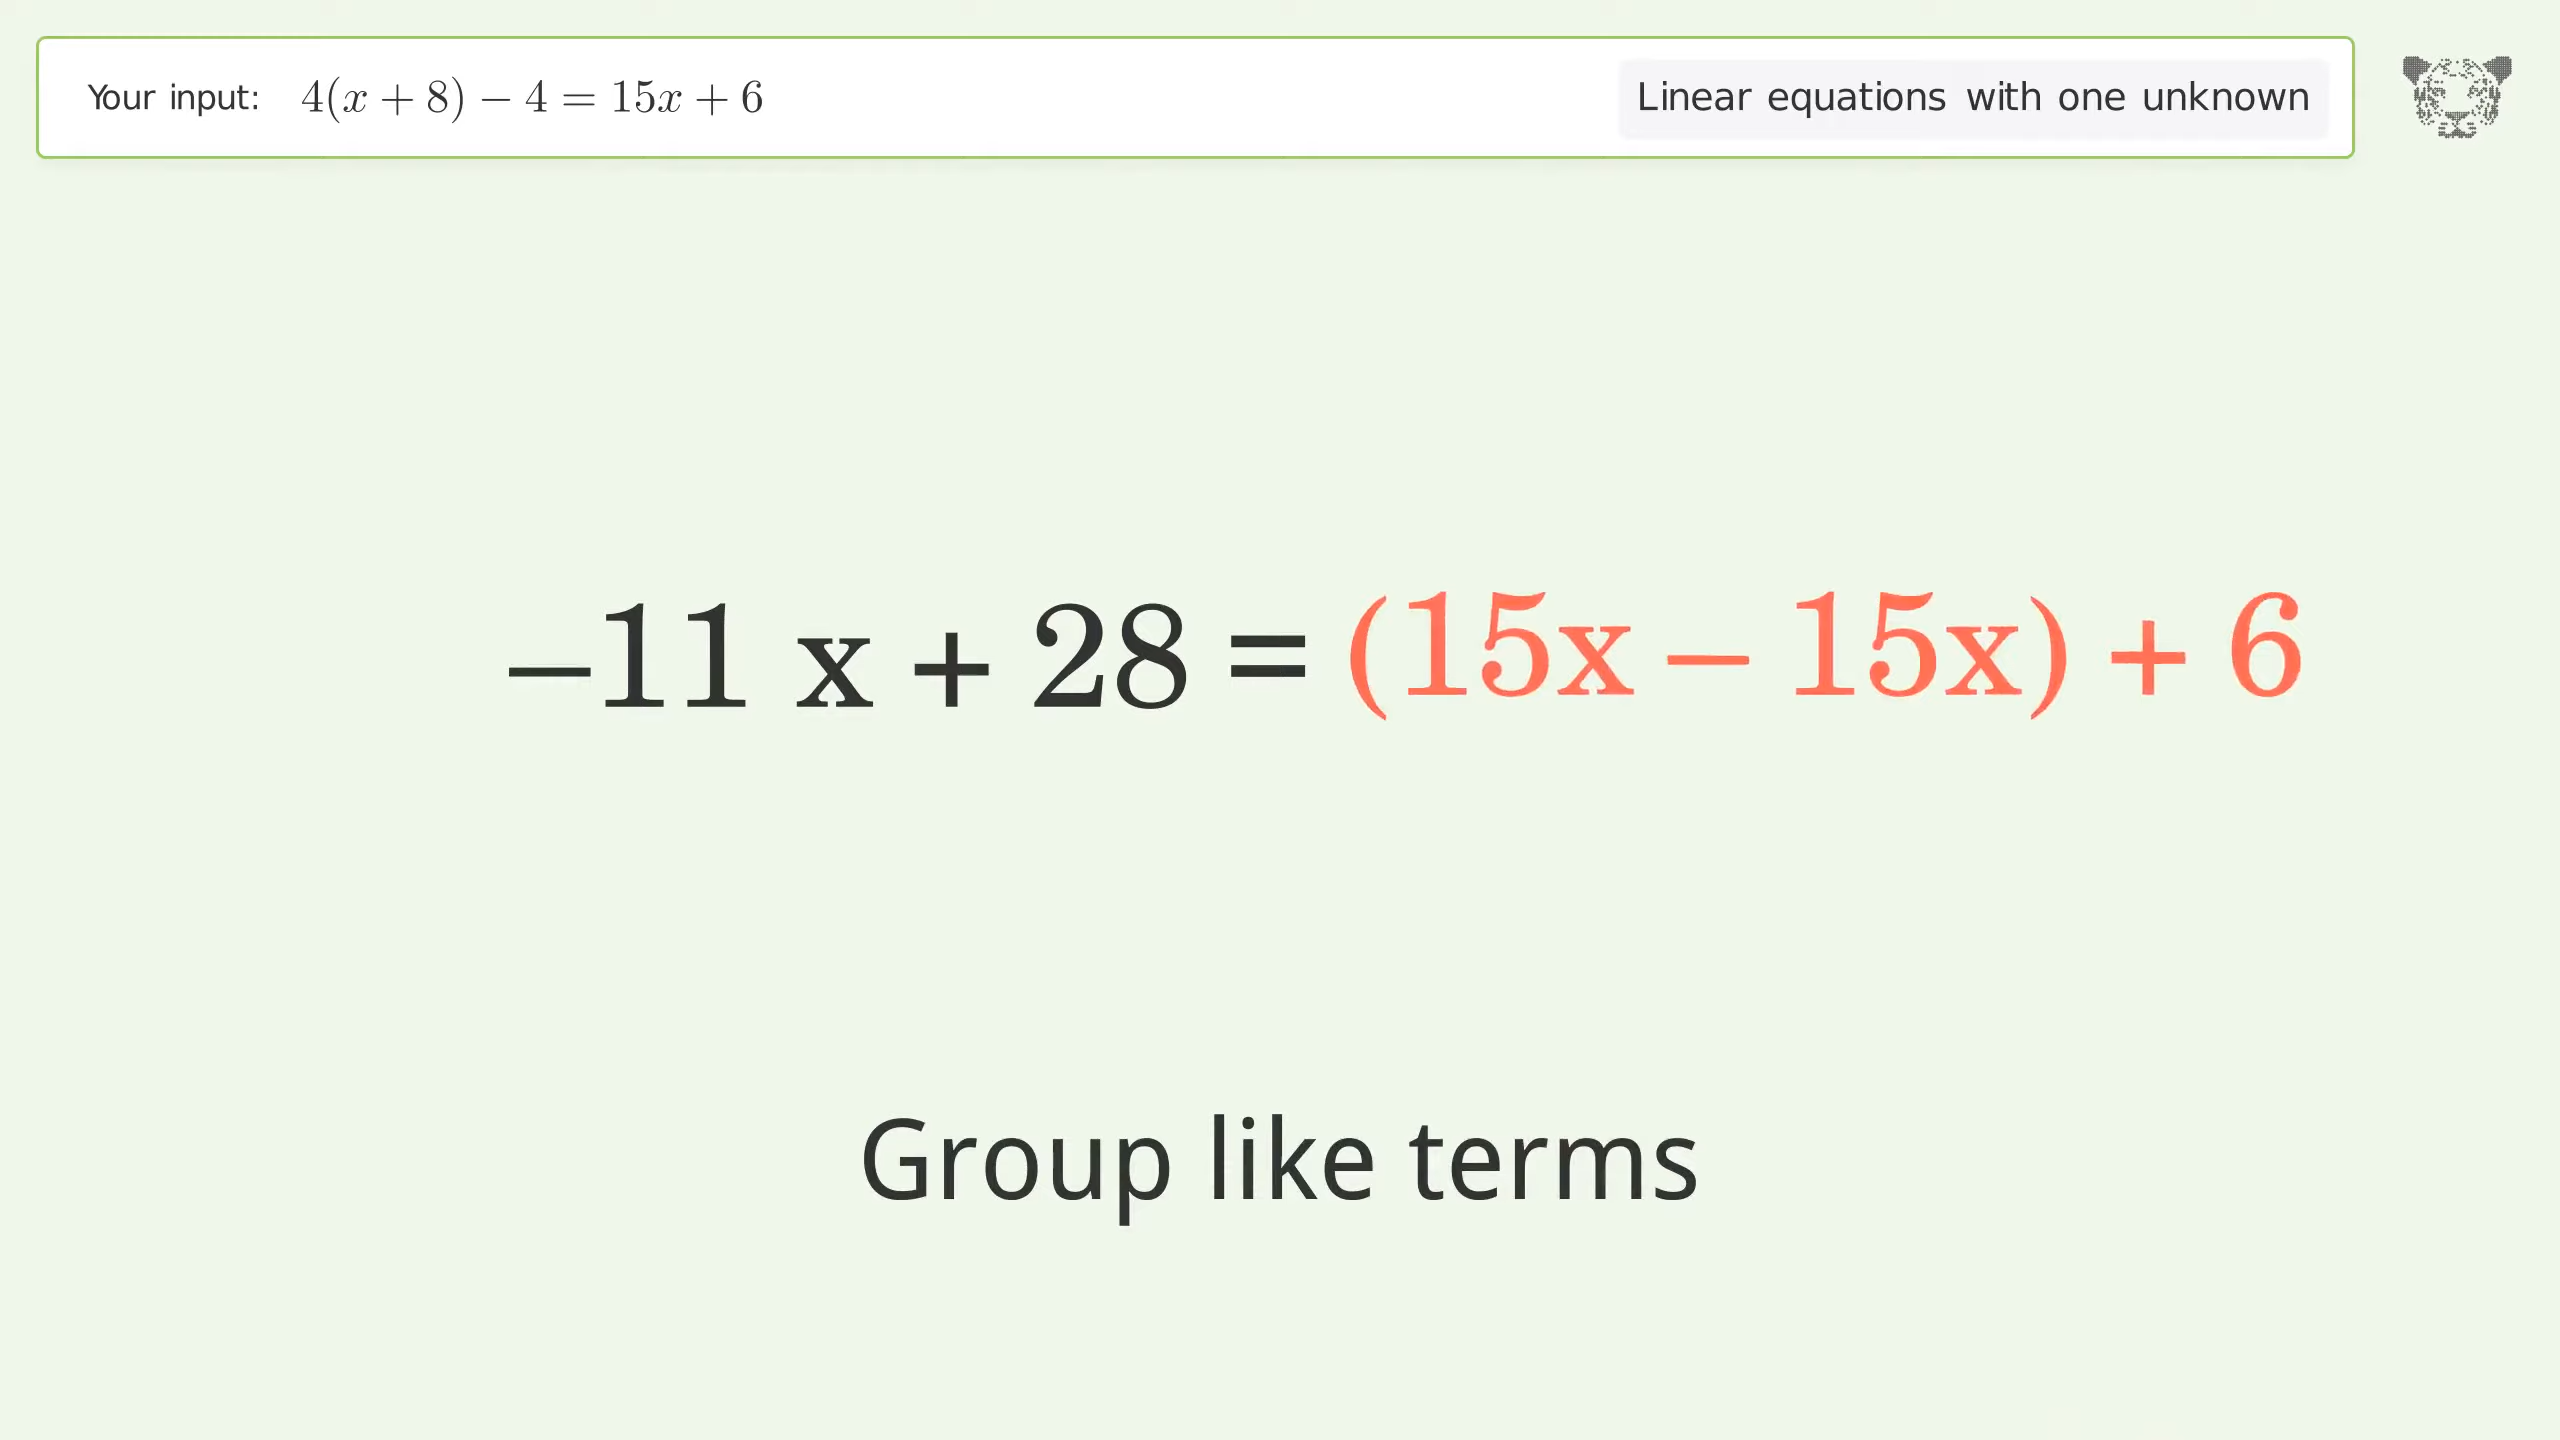 Your input: 4(x + 8) − 4 = 15x + 6 Linear equations with one unknown
−11 x + 28 = (15x − 15x) + 6
Group like terms